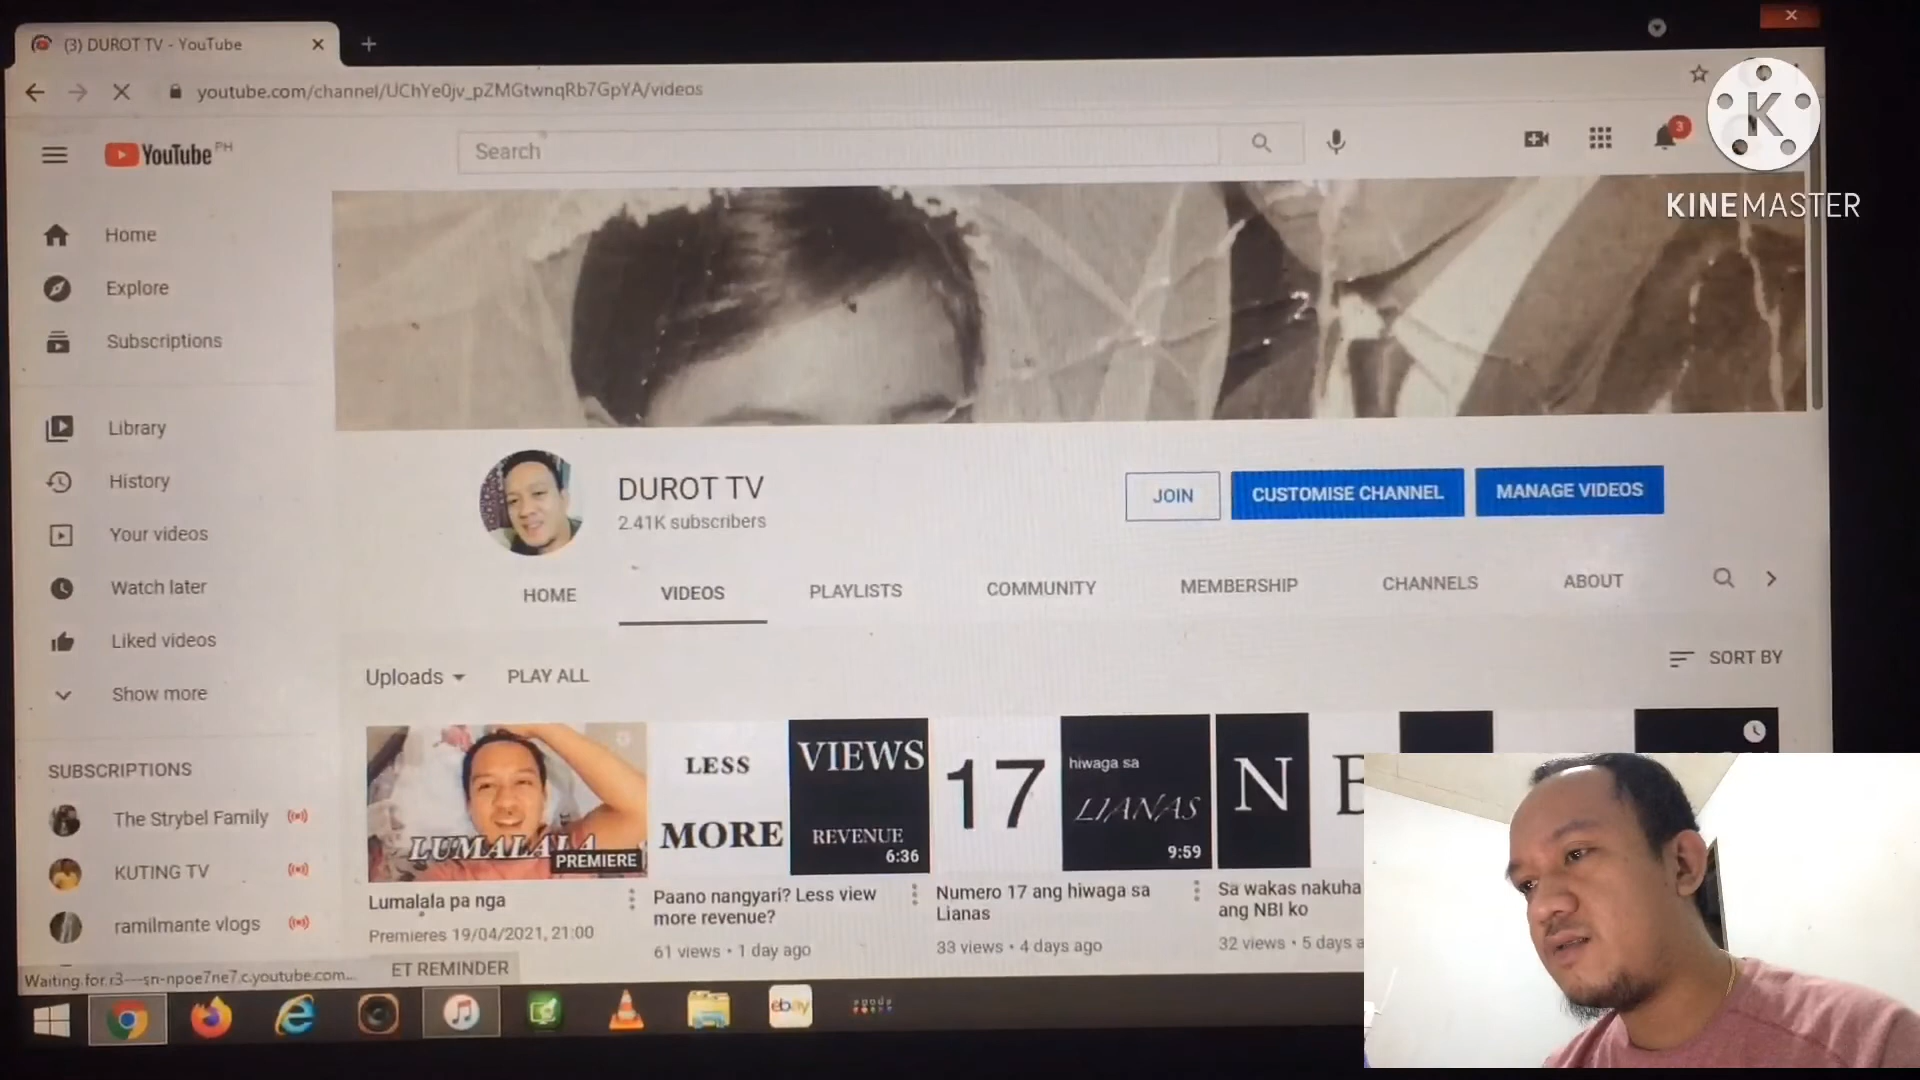 (3) DUROT TV - YouTube
youtube.com/channel/UChYe0jv_pZMGtwnqRb7GpYA/videos
YouTube PH
Search
3
K
KINEMASTER
Home
Explore
Subscriptions
Library
History
Your videos
Watch later
Liked videos
Show more
SUBSCRIPTIONS
The Strybel Family
KUTING TV
ramilmante vlogs
DUROT TV
2.41K subscribers
JOIN
CUSTOMISE CHANNEL
MANAGE VIDEOS
HOME
VIDEOS
PLAYLISTS
COMMUNITY
MEMBERSHIP
CHANNELS
ABOUT
Uploads
PLAY ALL
SORT BY
LUMALALA
PREMIERE
Lumalala pa nga
Premieres 19/04/2021, 21:00
ET REMINDER
LESS
VIEWS
MORE
REVENUE
6:36
Paano nangyari? Less view
more revenue?
61 views • 1 day ago
17
hiwaga sa
LIANAS
9:59
Numero 17 ang hiwaga sa
Lianas
33 views • 4 days ago
N
Sa wakas nakuha
ang NBI ko
32 views • 5 days a
Waiting for r3---sn-npoe7ne7.c.youtube.com...
ebay